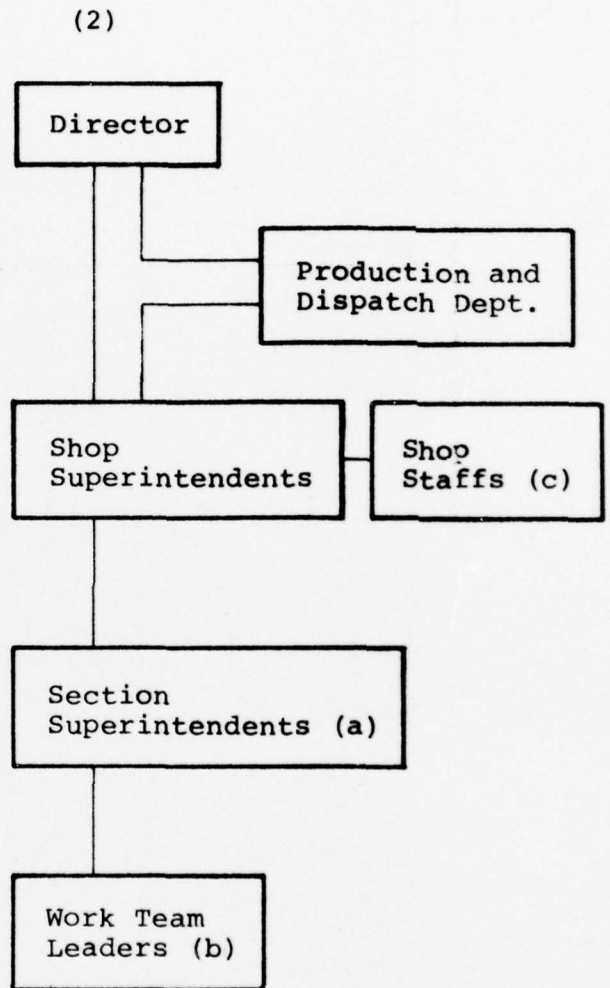 (2)
Director
Production and
Dispatch Dept.
Shop
Superintendents
Shop
Staffs (c)
Section
Superintendents (a)
Work Team
Leaders (b)